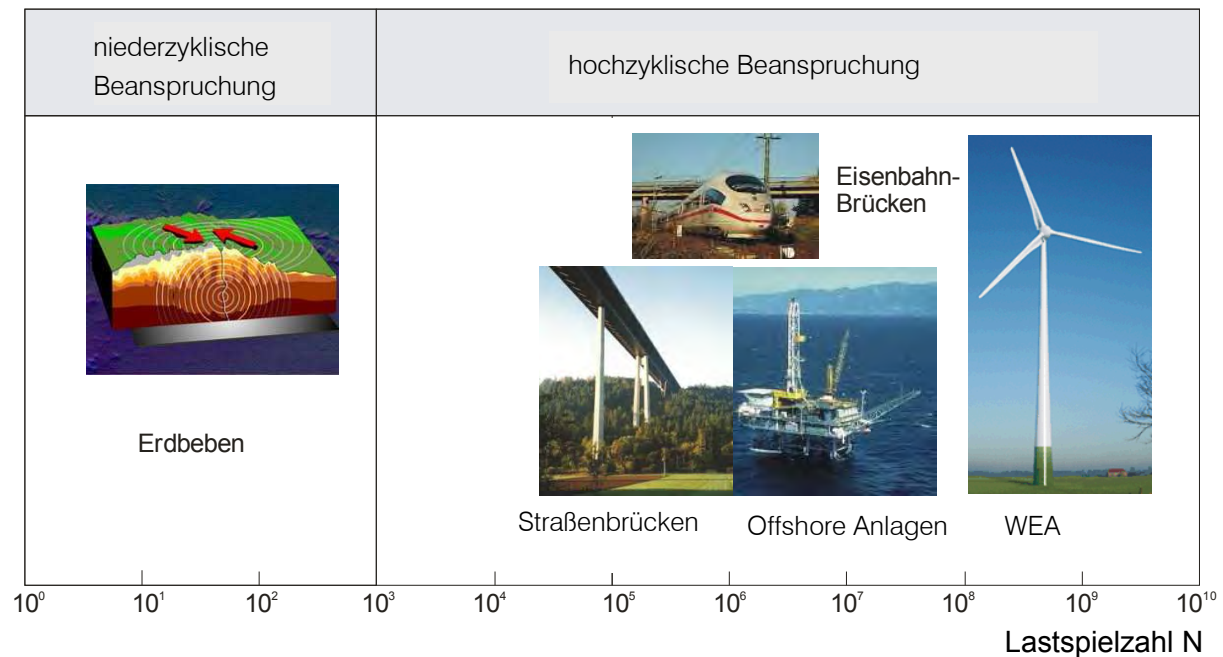 niederzyklische
Beanspruchung
hochzyklische Beanspruchung
Eisenbahn-
Brücken
Erdbeben
Straßenbrücken
Offshore Anlagen
WEA
10⁰
10¹
10²
10³
10⁴
10⁵
10⁶
10⁷
10⁸
10⁹
10¹⁰
Lastspielzahl N